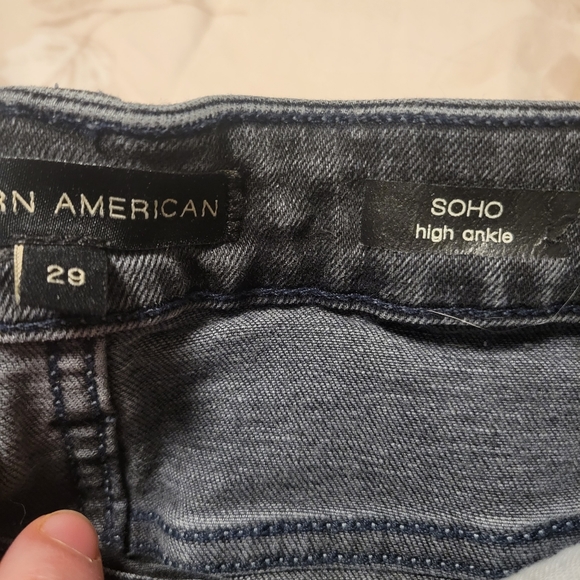 RN AMERICAN
29
SOHO
high ankle